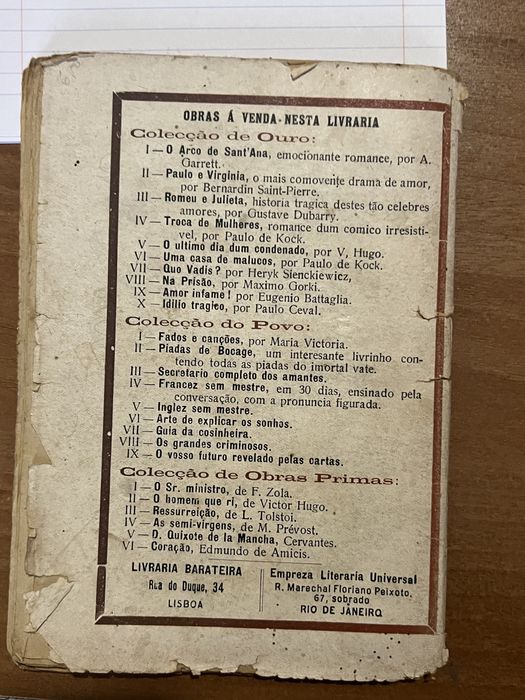 OBRAS Á VENDA NESTA LIVRARIA
Colecção de Ouro:
I — O Arco de Sant'Ana, emocionante romance, por A.
Garrett.
II — Paulo e Virginia, o mais comovente drama de amor,
por Bernardin Saint-Pierre.
III — Romeu e Julieta, historia tragica destes tão celebres
amores, por Gustave Dubarry.
IV — Troca de Mulheres, romance dum comico irresisti-
vel, por Paulo de Kock.
V — O ultimo dia dum condenado, por V, Hugo.
VI — Uma casa de malucos, por Paulo de Kock.
VII — Quo Vadis? por Heryk Sienckiewicz,
VIII — Na Prisão, por Maximo Gorki.
IX — Amor infame! por Eugenio Battaglia.
X — Idilio tragico, por Paulo Ceval.
Colecção do Povo:
I — Fados e canções, por Maria Victoria.
II — Piadas de Bocage, um interessante livrinho con-
tendo todas as piadas do imortal vate.
III — Secretario completo dos amantes.
IV — Francez sem mestre, em 30 dias, ensinado pela
conversação, com a pronuncia figurada.
V — Inglez sem mestre.
VI — Arte de explicar os sonhos.
VII — Guia da cosinheira.
VIII — Os grandes criminosos.
IX — O vosso futuro revelado pelas cartas.
Colecção de Obras Primas:
I — O Sr. ministro, de F. Zola.
II — O homem que ri, de Victor Hugo.
III — Ressurreição, de L. Tolstoi.
IV — As semi-virgens, de M. Prévost.
V — D. Quixote de la Mancha, Cervantes.
VI — Coração, Edmundo de Amicis.
LIVRARIA BARATEIRA
Rua do Duque, 34
LISBOA
Empreza Literaria Universal
R. Marechal Floriano Peixoto,
67, sobrado
RIO DE JANEIRO